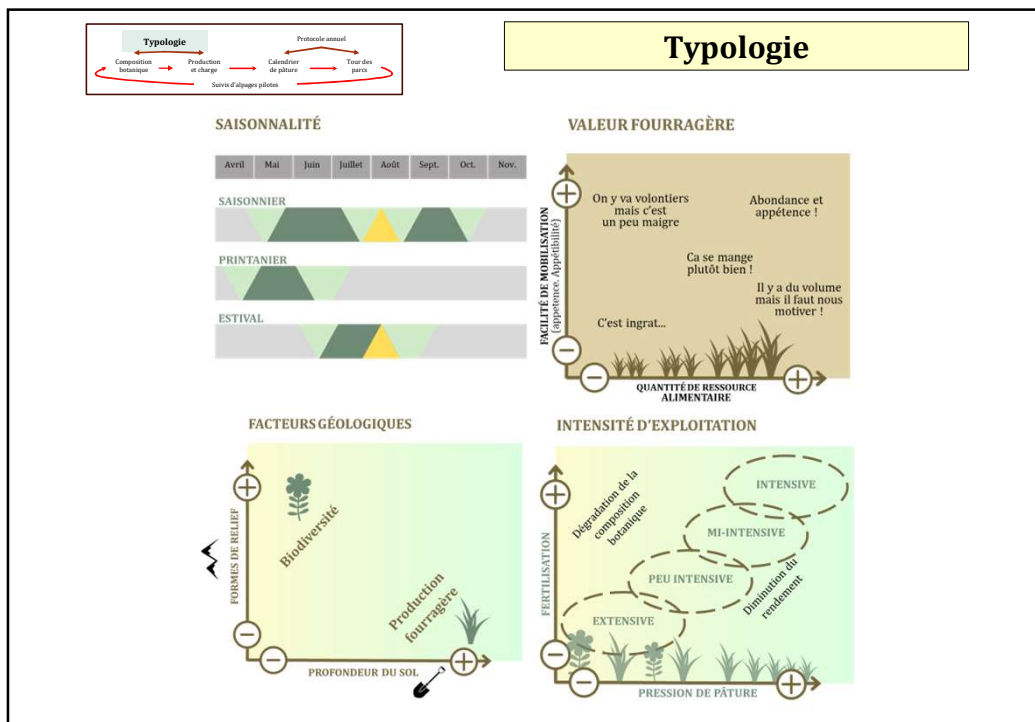 Typologie
Protocole annuel
Composition
botanique
Production
et charge
Calendrier
de pâture
Tour des
parcs
Suivis d'alpages pilotes
Typologie
SAISONNALITÉ
Avril Mai Juin Juillet Août Sept. Oct. Nov.
SAISONNIER
PRINTANIER
ESTIVAL
VALEUR FOURRAGÈRE
FACILITÉ DE MOBILISATION
(appetence. Appétibilité)
On y va volontiers
mais c'est
un peu maigre
Abondance et
appétence !
Ca se mange
plutôt bien !
Il y a du volume
mais il faut nous
motiver !
C'est ingrat...
QUANTITÉ DE RESSOURCE
ALIMENTAIRE
FACTEURS GÉOLOGIQUES
FORMES DE RELIEF
Biodiversité
Production
fourragère
PROFONDEUR DU SOL
INTENSITÉ D'EXPLOITATION
FERTILISATION
Dégradation de la
composition
botanique
INTENSIVE
MI-INTENSIVE
PEU INTENSIVE
Diminution du
rendement
EXTENSIVE
PRESSION DE PÂTURE